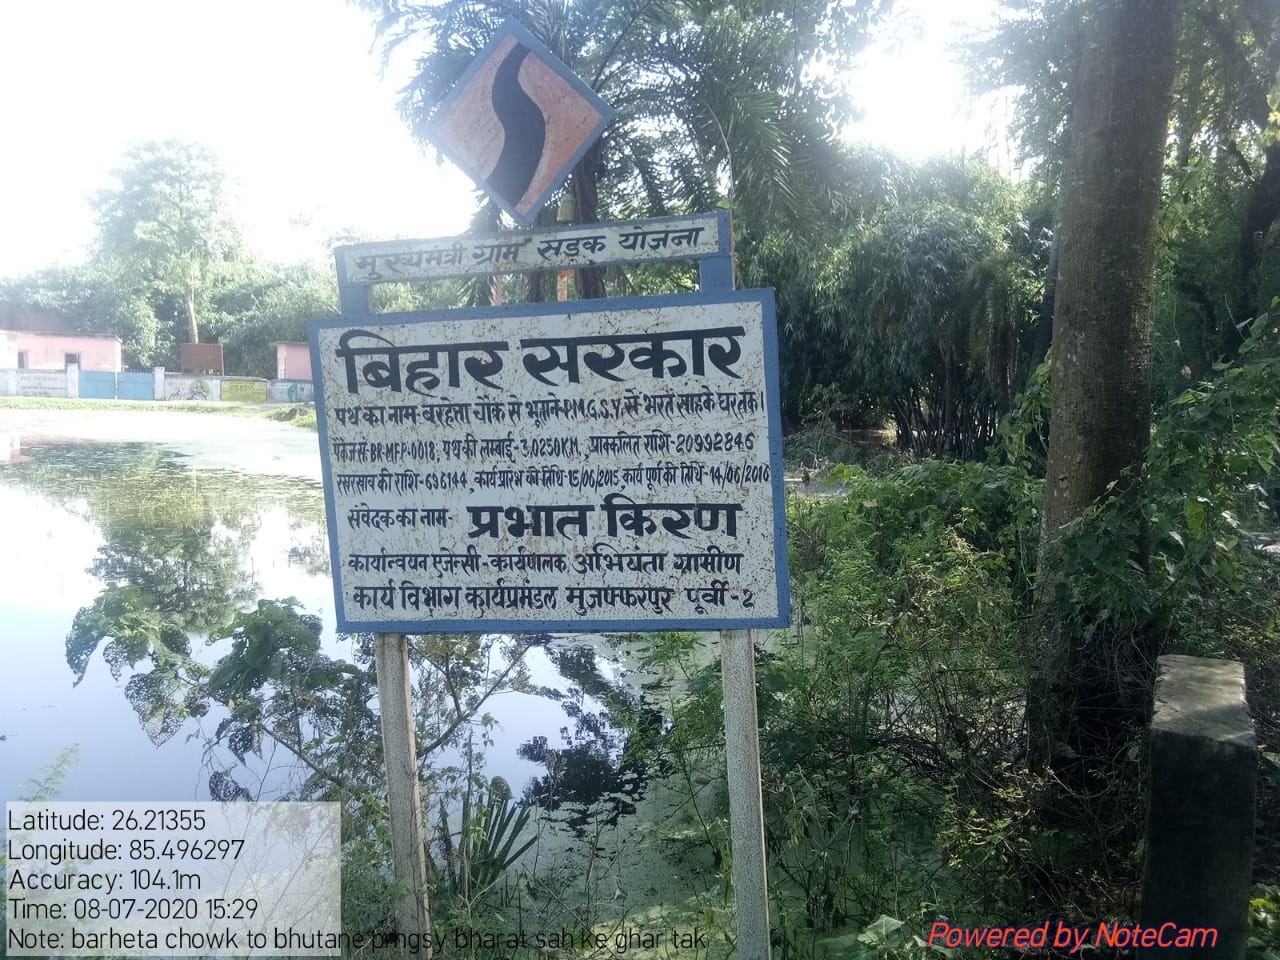 मुख्यमंत्री ग्राम सड़क योजना
बिहार सरकार
पथ का नाम-बरहेता चौक से भूताने P.M.G.S.Y. से भरत साह के घर तक।
पैकेज सं- BR-MFP-0018, पथ की लम्बाई- 3.0250KM, प्राक्कलित राशि-20992846
रखरखाव की राशि-696144, कार्य प्रारंभ की तिथि-15/06/2015, कार्य पूर्ण की तिथि-14/06/2016
संवेदक का नाम- प्रभात किरण
कार्यान्वयन एजेन्सी-कार्यपालक अभियंता ग्रामीण
कार्य विभाग कार्यप्रमंडल मुजफ्फरपुर पूर्वी-2
Latitude: 26.21355
Longitude: 85.496297
Accuracy: 104.1m
Time: 08-07-2020 15:29
Note: barheta chowk to bhutane pmgsy bharat sah ke ghar tak
Powered by NoteCam